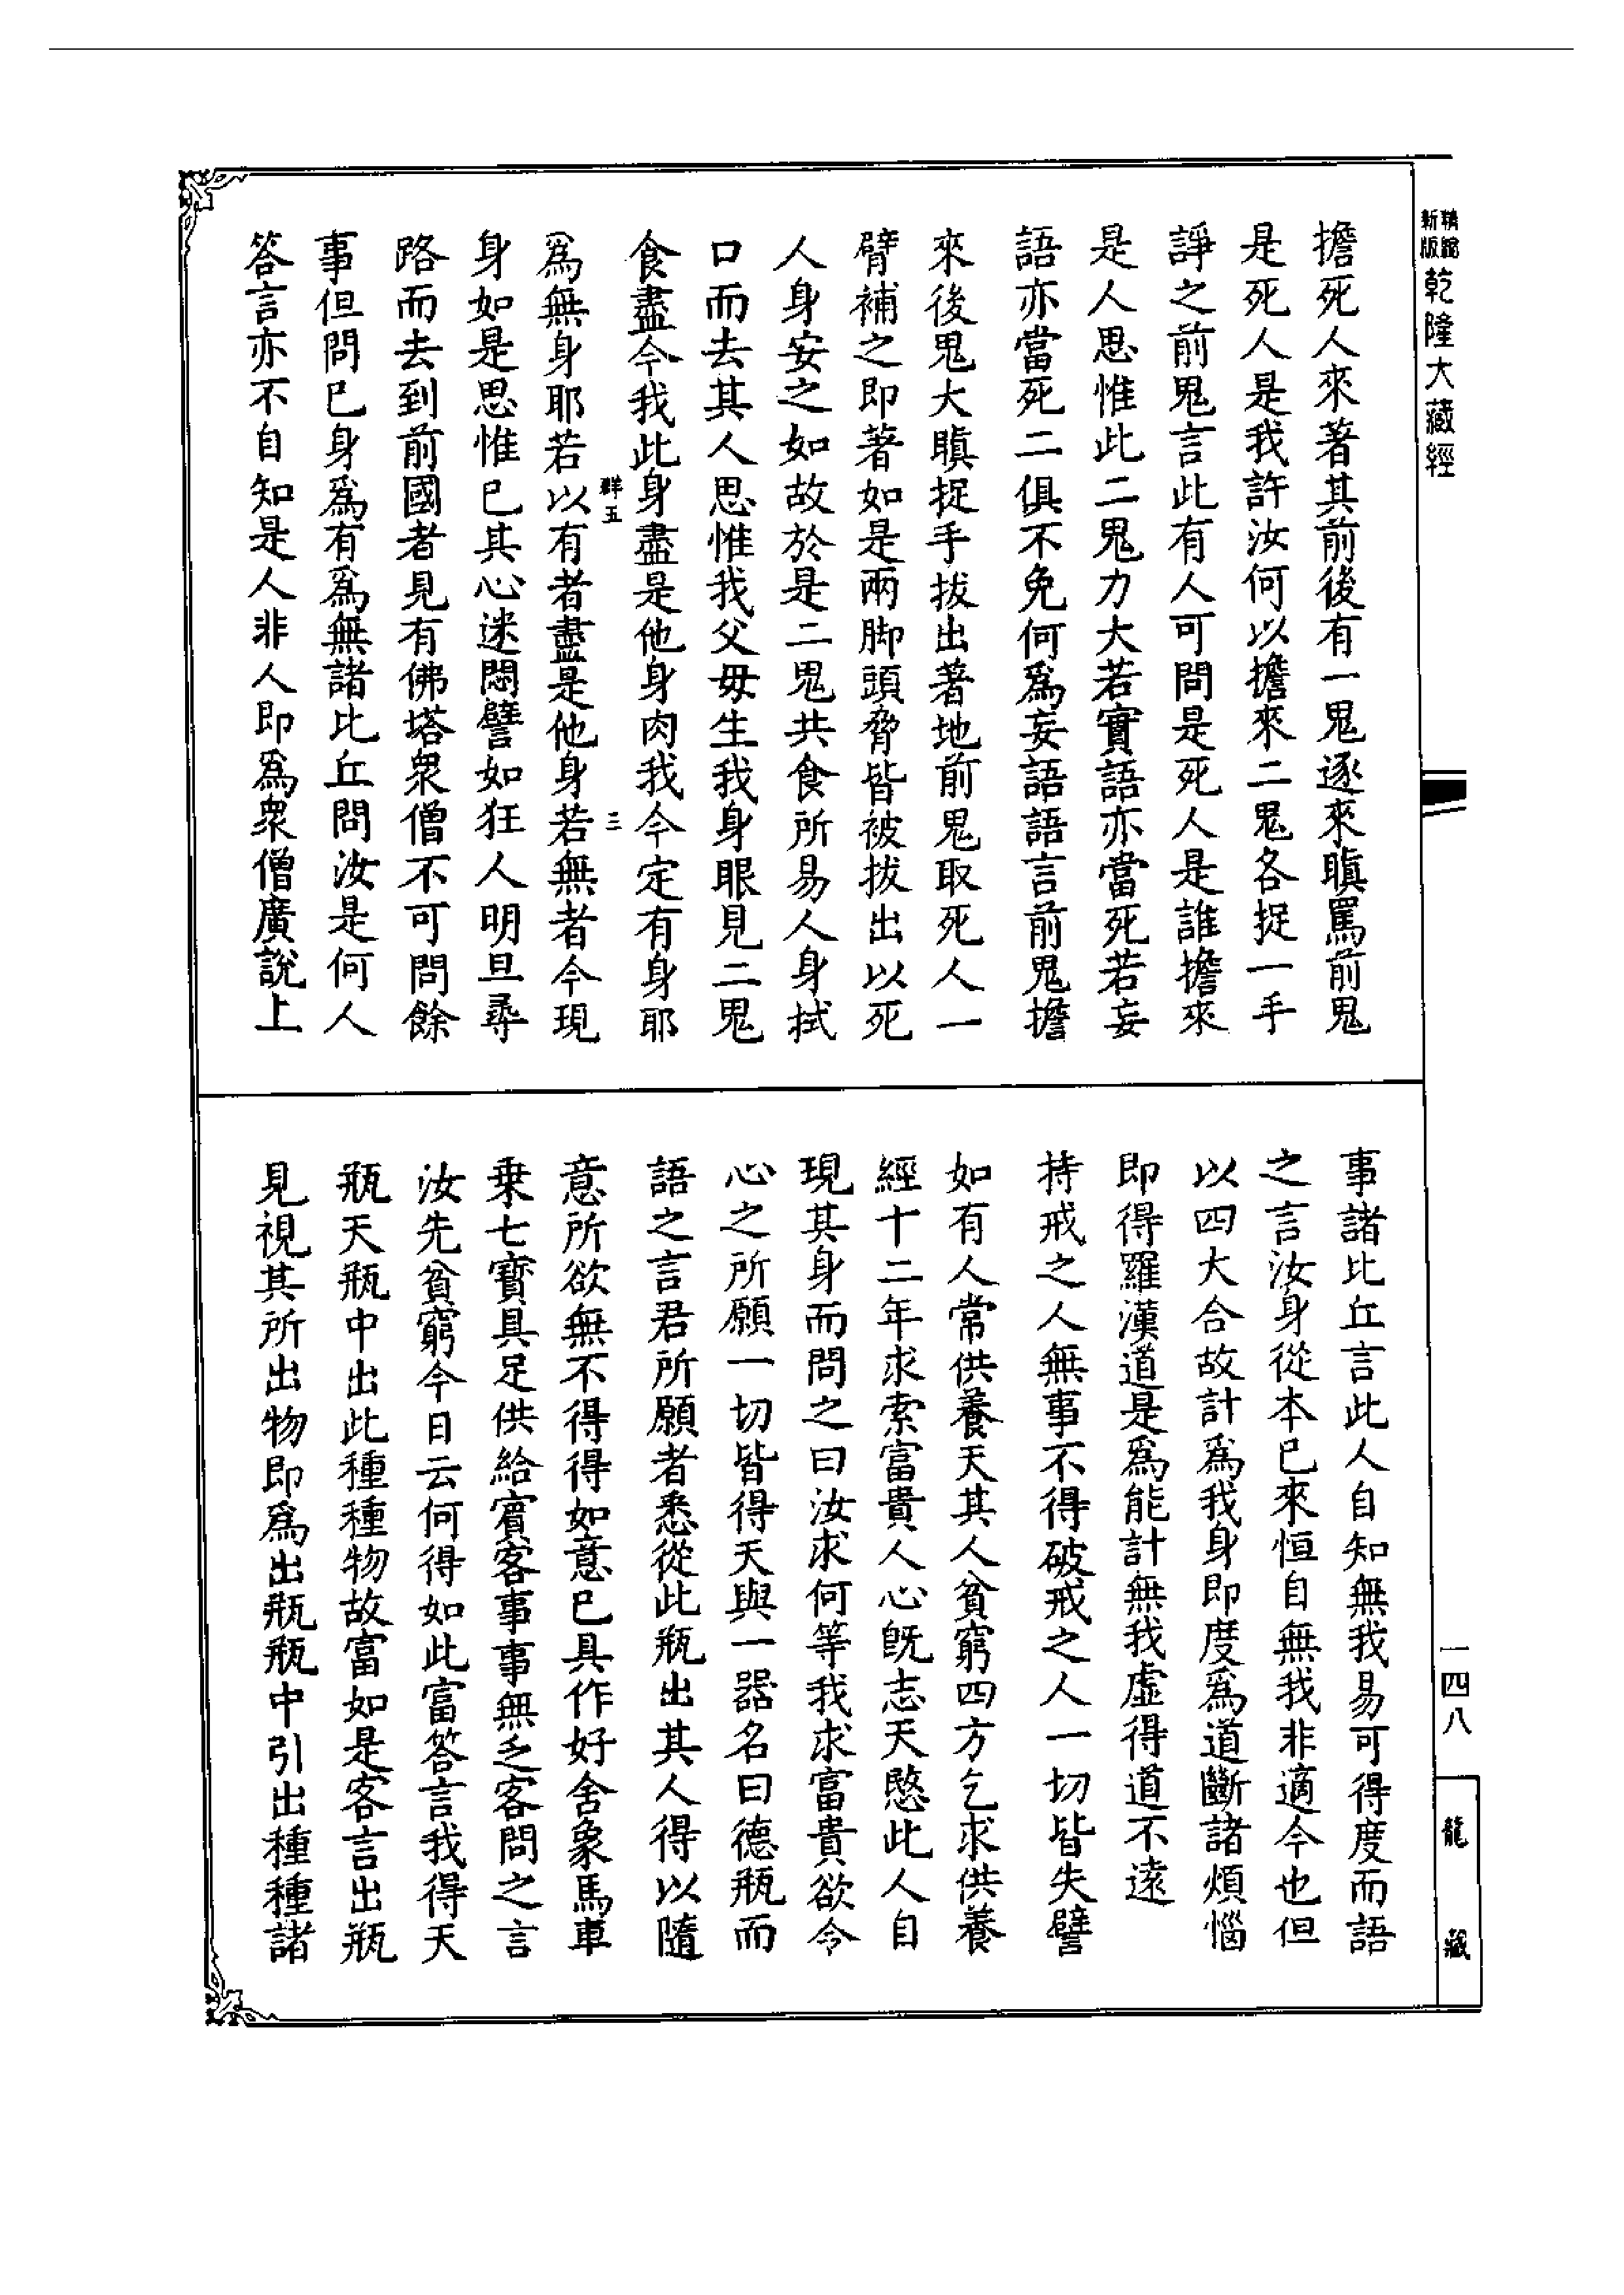 精縮新版乾隆大藏經
擔死人來著其前後有一鬼逐來瞋罵前鬼
是死人是我許汝何以擔來二鬼各捉一手
諍之前鬼言此有人可問是死人是誰擔來
是人思惟此二鬼力大若實語亦當死若妄
語亦當死二俱不免何爲妄語語言前鬼擔
來後鬼大瞋捉手拔出著地前鬼取死人一
臂補之即著如是兩脚頭脅皆被拔出以死
人身安之如故於是二鬼共食所易人身拭
口而去其人思惟我父母生我身眼見二鬼
食盡今我此身盡是他身肉我今定有身耶
群五 三
爲無身耶若以有者盡是他身若無者今現
身如是思惟已其心迷悶譬如狂人明旦尋
路而去到前國者見有佛塔衆僧不可問餘
事但問已身爲有爲無諸比丘問汝是何人
答言亦不自知是人非人即爲衆僧廣說上
事諸比丘言此人自知無我易可得度而語
之言汝身從本已來恒自無我非適今也但
以四大合故計爲我身即度爲道斷諸煩惱
即得羅漢道是爲能計無我虛得道不遠
持戒之人無事不得破戒之人一切皆失譬
如有人常供養天其人貧窮四方乞求供養
經十二年求索富貴人心旣志天愍此人自
現其身而問之曰汝求何等我求富貴欲令
心之所願一切皆得天與一器名曰德瓶而
語之言君所願者悉從此瓶出其人得以隨
意所欲無不得得如意已具作好舍象馬車
乗七寳具足供給賓客事事無乏客問之言
汝先貧窮今日云何得如此富答言我得天
瓶天瓶中出此種種物故富如是客言出瓶
見視其所出物即爲出瓶瓶中引出種種諸
一四八
龍藏